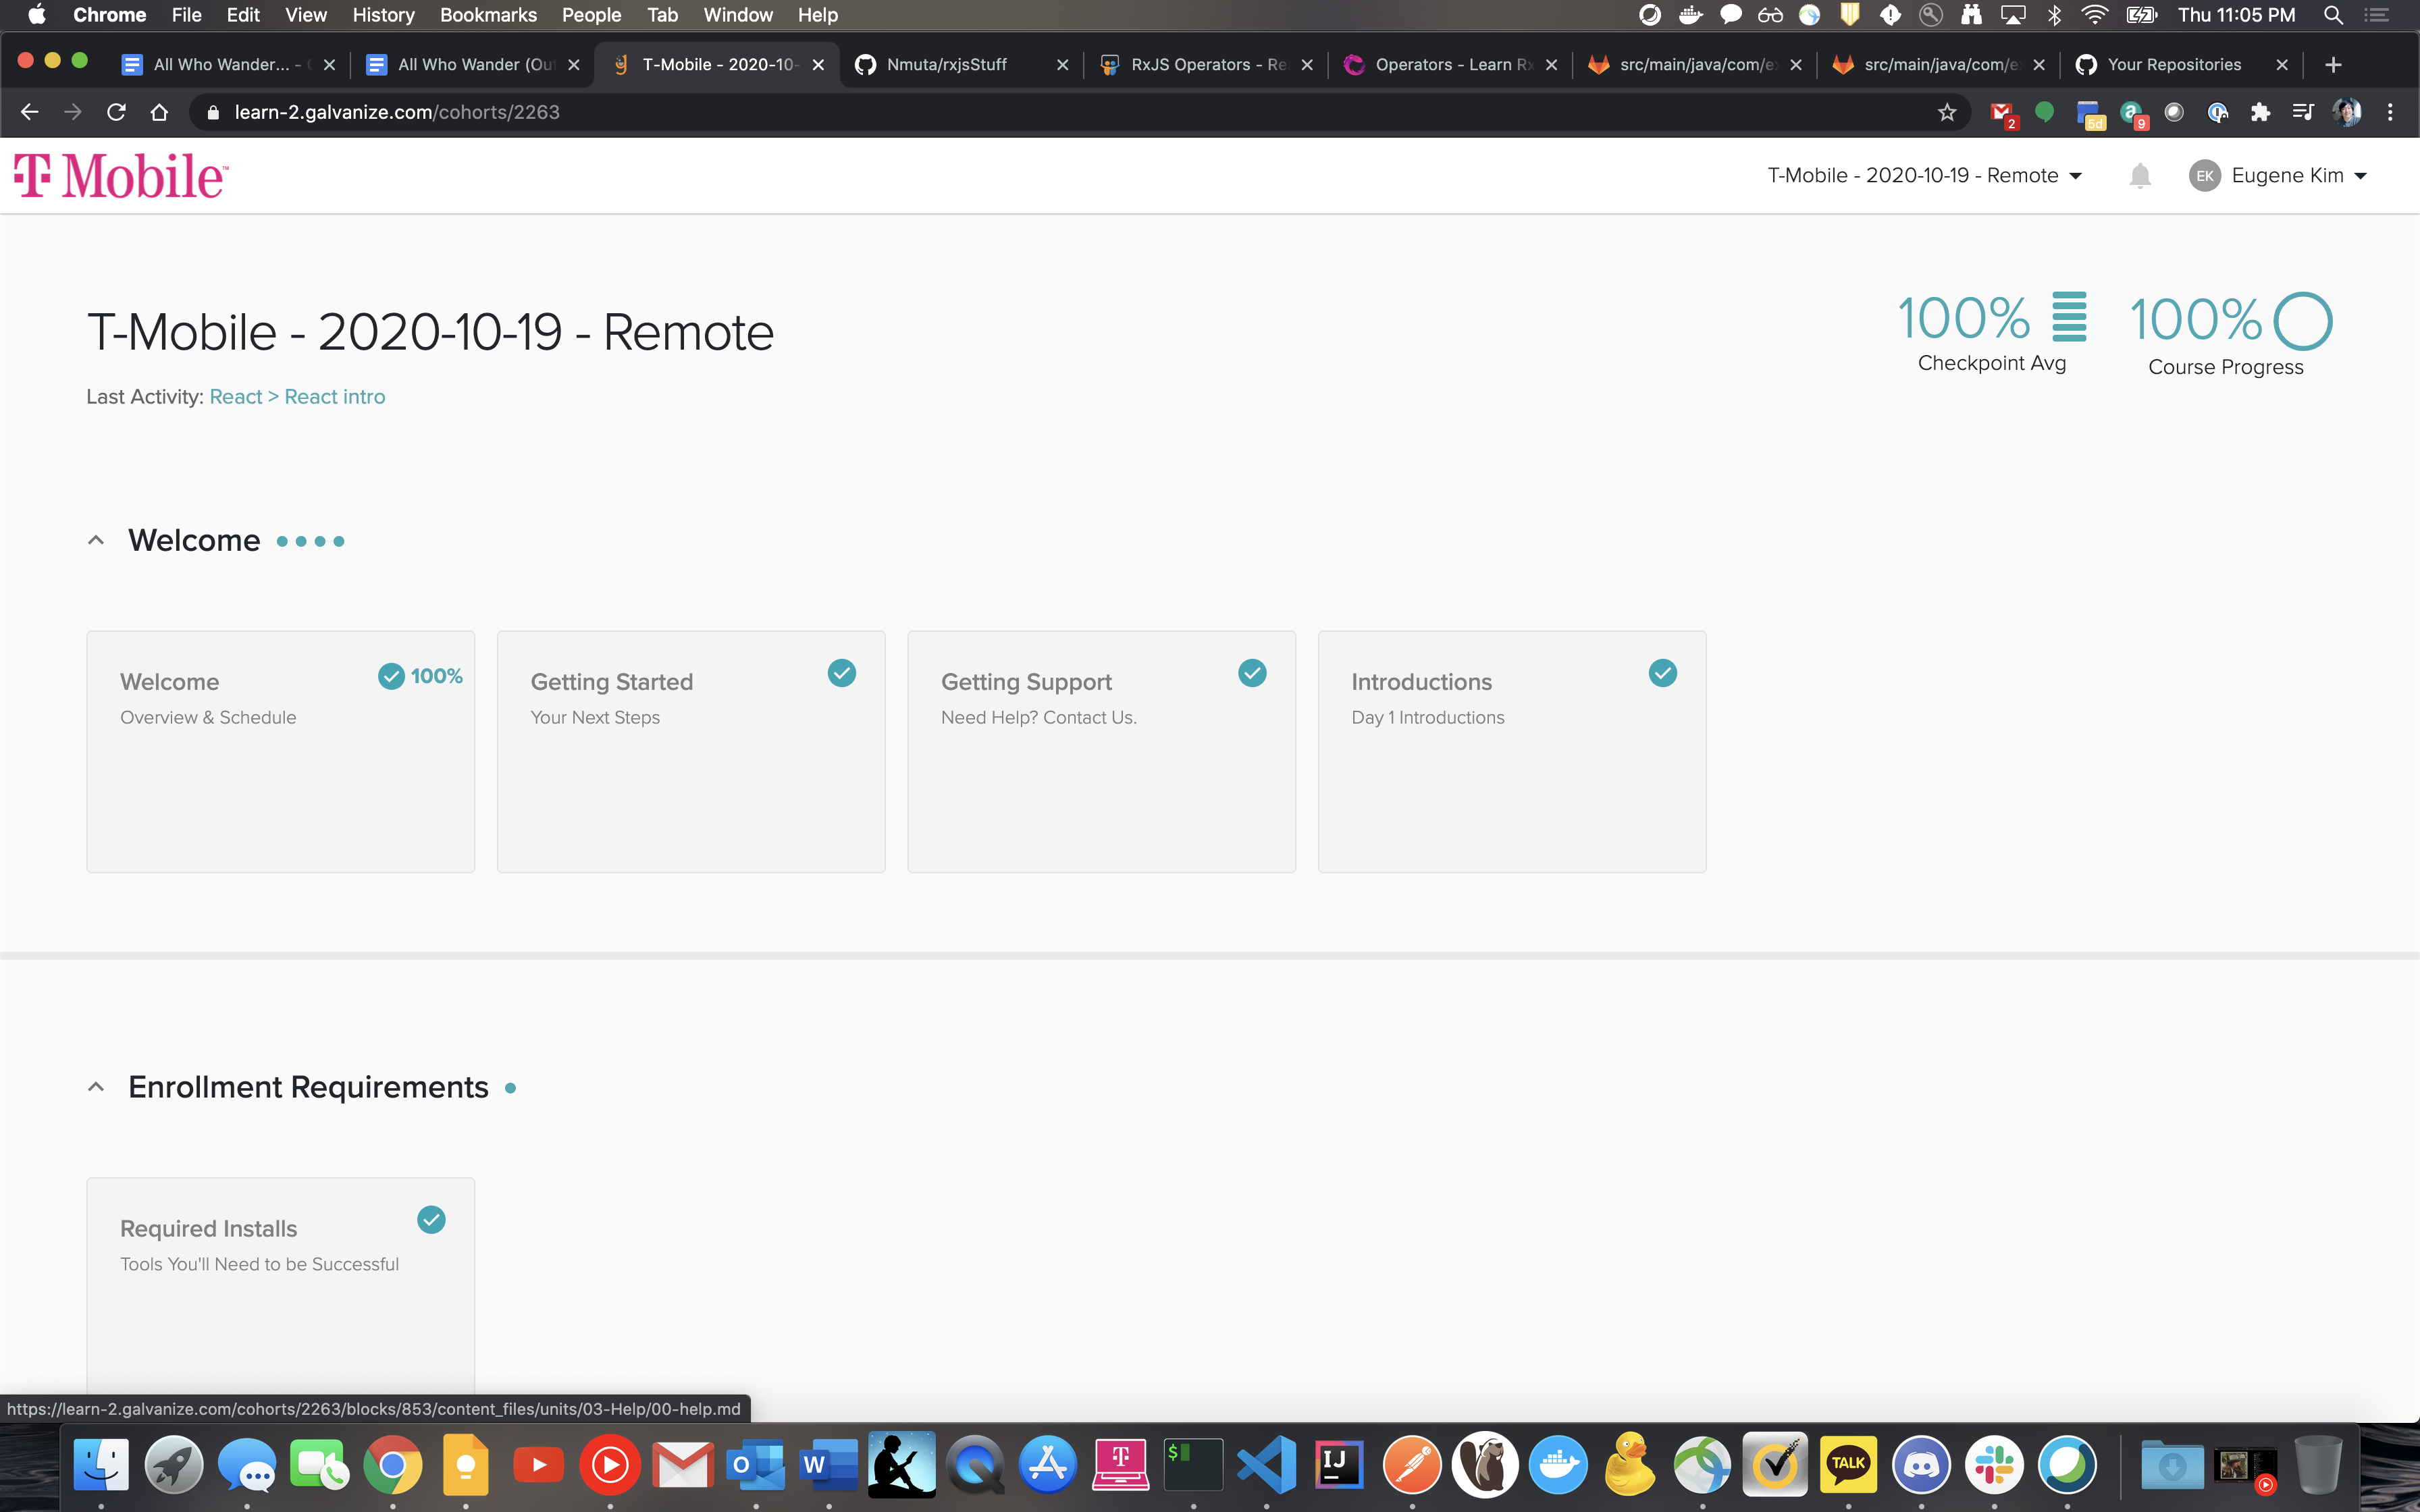 Chrome File Edit View History Bookmarks People Tab Window Help Thu 11:05 PM
All Who Wander... - All Who Wander (Out T-Mobile - 2020-10- Nmuta/rxjsStuff RxJS Operators - Re Operators - Learn Rx src/main/java/com/e src/main/java/com/e Your Repositories
learn-2.galvanize.com/cohorts/2263 2 5d 9
T Mobile™ T-Mobile - 2020-10-19 - Remote EK Eugene Kim
T-Mobile - 2020-10-19 - Remote
100% 100%
Checkpoint Avg Course Progress
Last Activity: React > React intro
Welcome
Welcome 100%
Overview & Schedule
Getting Started
Your Next Steps
Getting Support
Need Help? Contact Us.
Introductions
Day 1 Introductions
Enrollment Requirements
Required Installs
Tools You'll Need to be Successful
https://learn-2.galvanize.com/cohorts/2263/blocks/853/content_files/units/03-Help/00-help.md
O W T $ IJ TALK